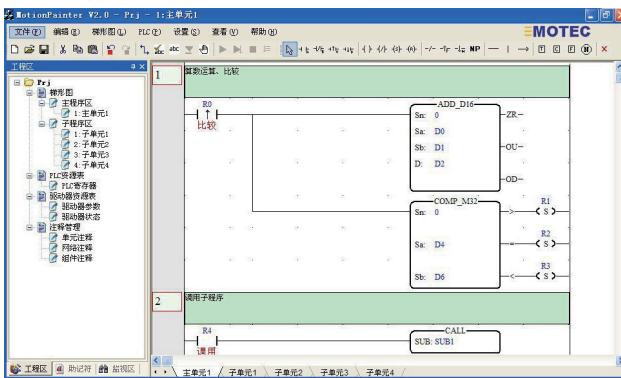 MotionPainter V2.0 - Prj - 1:主单元1
文件(F) 编辑(E) 梯形图(L) PLC(P) 设置(S) 查看(V) 帮助(H)
MOTEC
abc NP
工程区
Prj
梯形图
主程序区
1:主单元1
子程序区
1:子单元1
2:子单元2
3:子单元3
4:子单元4
PLC资源表
PLC寄存器
驱动器资源表
驱动器参数
驱动器状态
注释管理
单元注释
网络注释
组件注释
工程区 助记符 监视区
1 算数运算、比较
R0
比较
ADD_D16
Sn: 0 ZR
Sa: D0
Sb: D1 OU
D: D2
OD
COMP_M32
Sn: 0 > R1
S
Sa: D4 = R2
S
Sb: D6 < R3
S
2 调用子程序
R4
调用
CALL
SUB: SUB1
主单元1 子单元1 子单元2 子单元3 子单元4